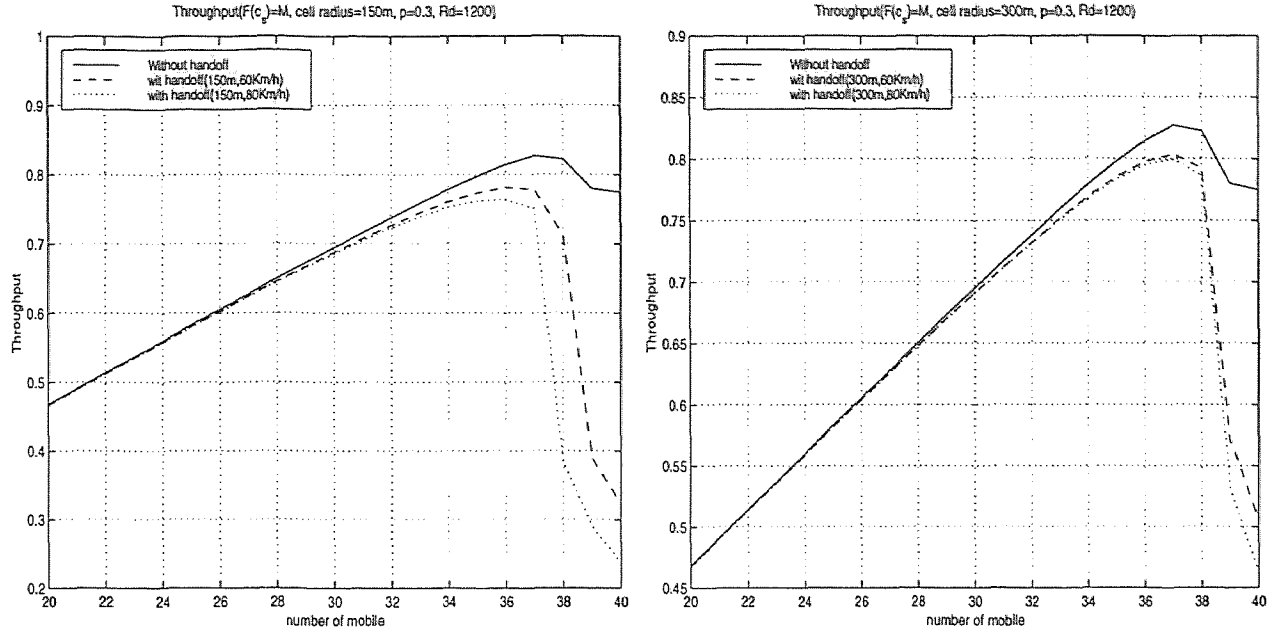 Throughput(F(c_s)=M, cell radius=150m, p=0.3, Rd=1200)
1
0.9
0.8
0.7
0.6
0.5
0.4
0.3
0.2
Throughput
Without handoff
wit handoff(150m,60Km/h)
with handoff(150m,80Km/h)
20 22 24 26 28 30 32 34 36 38 40
number of mobile
Throughput(F(c_s)=M, cell radius=300m, p=0.3, Rd=1200)
0.9
0.85
0.8
0.75
0.7
0.65
0.6
0.55
0.5
0.45
Throughput
Without handoff
wit handoff(300m,60Km/h)
with handoff(300m,80Km/h)
20 22 24 26 28 30 32 34 36 38 40
number of mobile